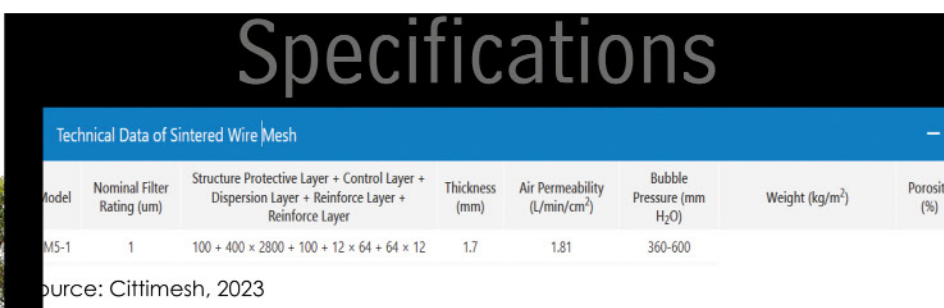 Specifications
Technical Data of Sintered Wire Mesh
Nominal Filter Rating (um)
Structure Protective Layer + Control Layer + Dispersion Layer + Reinforce Layer + Reinforce Layer
Thickness (mm)
Air Permeability (L/min/cm²)
Bubble Pressure (mm H₂O)
Weight (kg/m²)
(%)
M5-1 1 100 + 400 × 2800 + 100 + 12 × 64 + 64 × 12 1.7 1.81 360-600
Cittimesh, 2023